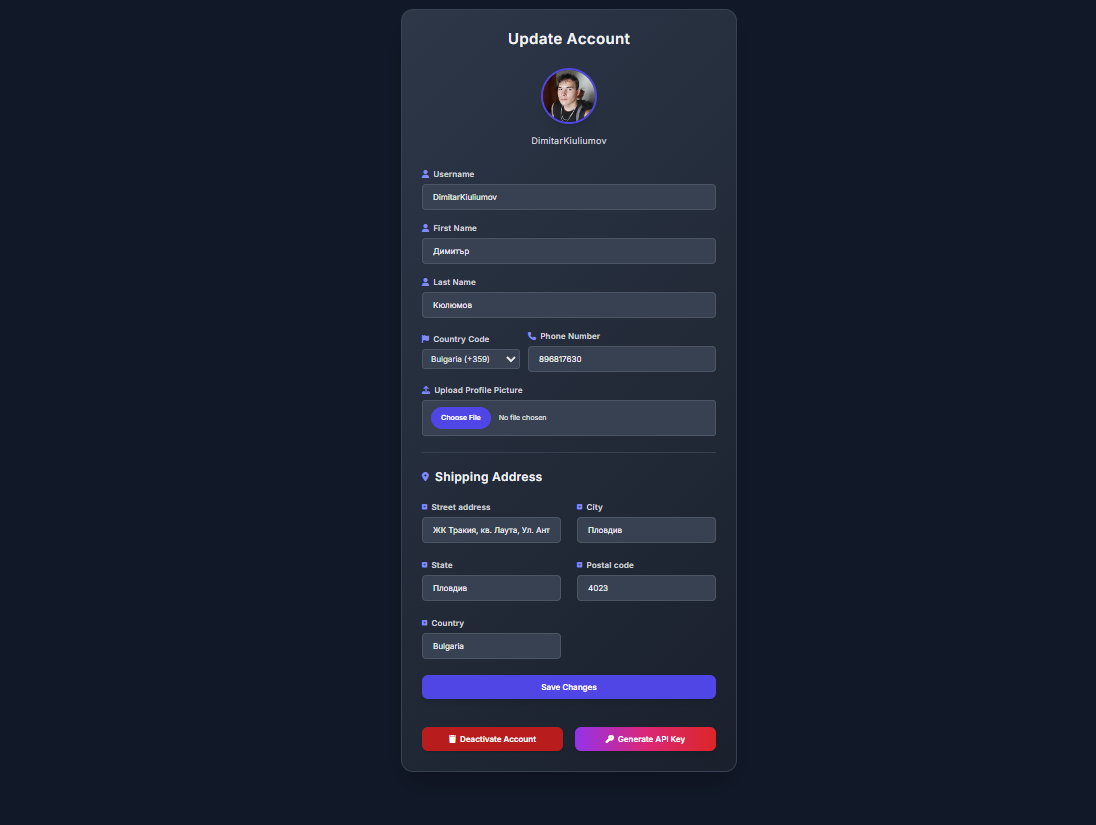 Update Account
DimitarKiuliumov
Username
DimitarKiuliumov
First Name
Димитър
Last Name
Кюлюмов
Country Code
Phone Number
Bulgaria (+359)
896817630
Upload Profile Picture
Choose File
No file chosen
Shipping Address
Street address
City
ЖК Тракия, кв. Лаута, Ул. Ант
Пловдив
State
Postal code
Пловдив
4023
Country
Bulgaria
Save Changes
Deactivate Account
Generate API Key